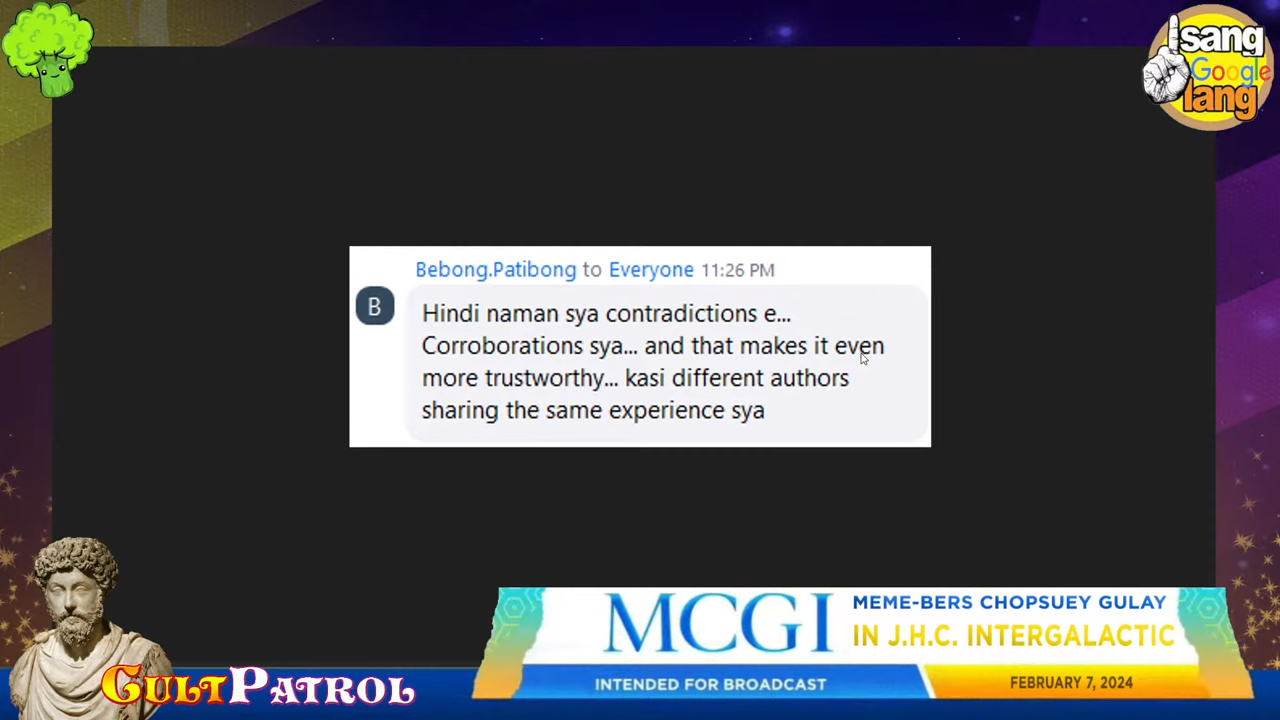 Isang
Google
lang
Bebong.Patibong to Everyone 11:26 PM
B
Hindi naman sya contradictions e...
Corroborations sya... and that makes it even
more trustworthy... kasi different authors
sharing the same experience sya
MCGI
MEME-BERS CHOPSUEY GULAY
IN J.H.C. INTERGALACTIC
INTENDED FOR BROADCAST
FEBRUARY 7, 2024
CULTPATROL